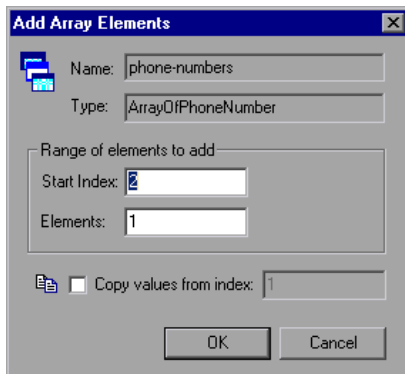 Add Array Elements
Name: phone-numbers
Type: ArrayOfPhoneNumber
Range of elements to add
Start Index: 2
Elements: 1
Copy values from index: 1
OK Cancel